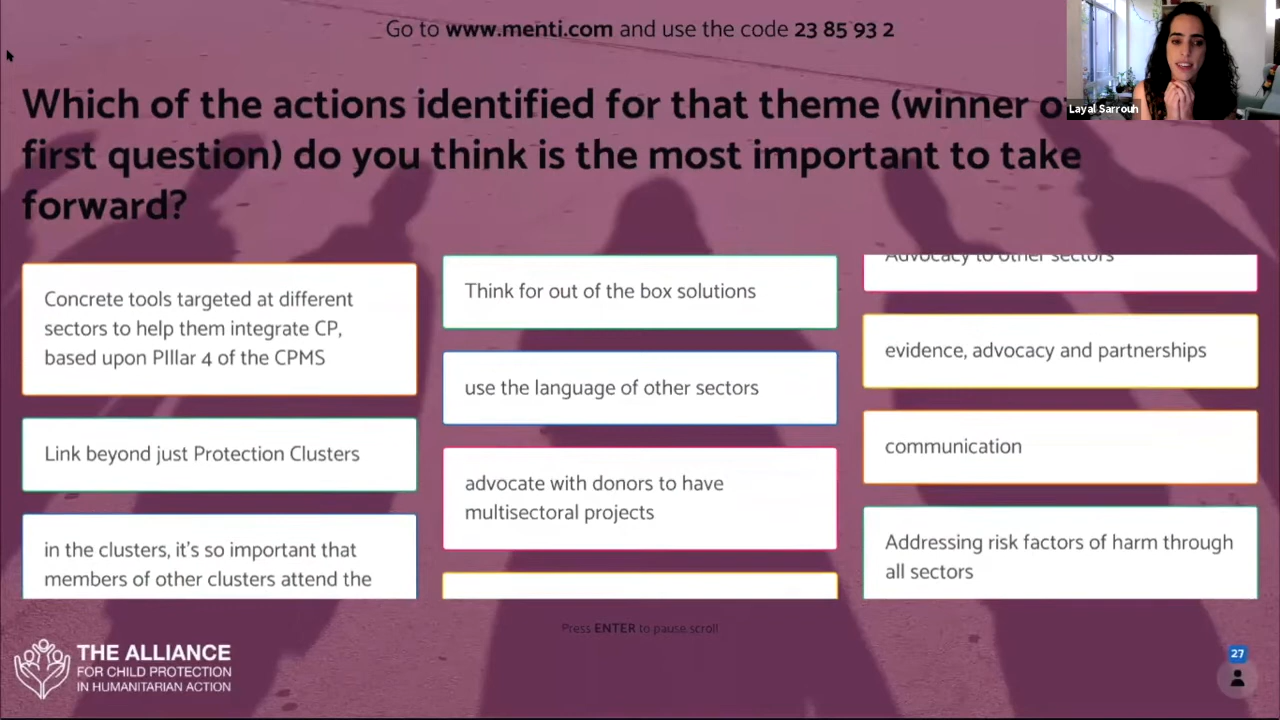 Go to www.menti.com and use the code 23 85 93 2
Layal Sarrouh
Which of the actions identified for that theme (winner
first question) do you think is the most important to take
forward?
Concrete tools targeted at different
sectors to help them integrate CP,
based upon PIllar 4 of the CPMS
Link beyond just Protection Clusters
in the clusters, it's so important that
members of other clusters attend the
Think for out of the box solutions
use the language of other sectors
advocate with donors to have
multisectoral projects
Advocacy to other sectors
evidence, advocacy and partnerships
communication
Addressing risk factors of harm through
all sectors
Press ENTER to pause scroll
THE ALLIANCE
FOR CHILD PROTECTION
IN HUMANITARIAN ACTION
27